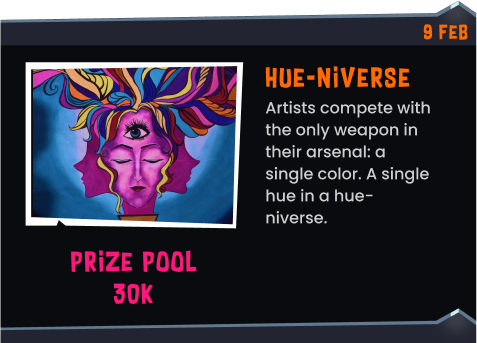 9 FEB
HUE-NiVERSE
Artists compete with
the only weapon in
their arsenal: a
single color. A single
hue in a hue-
niverse.
PRiZE POOL
30K